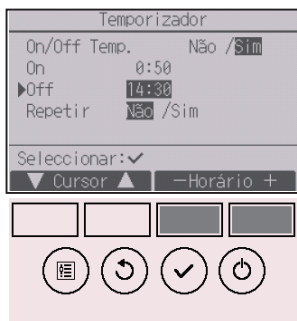 Temporizador
On/Off Temp. Não /Sim
On 0:50
▶Off 14:30
Repetir Não /Sim
Seleccionar:✓
▼ Cursor ▲ －Horário ＋